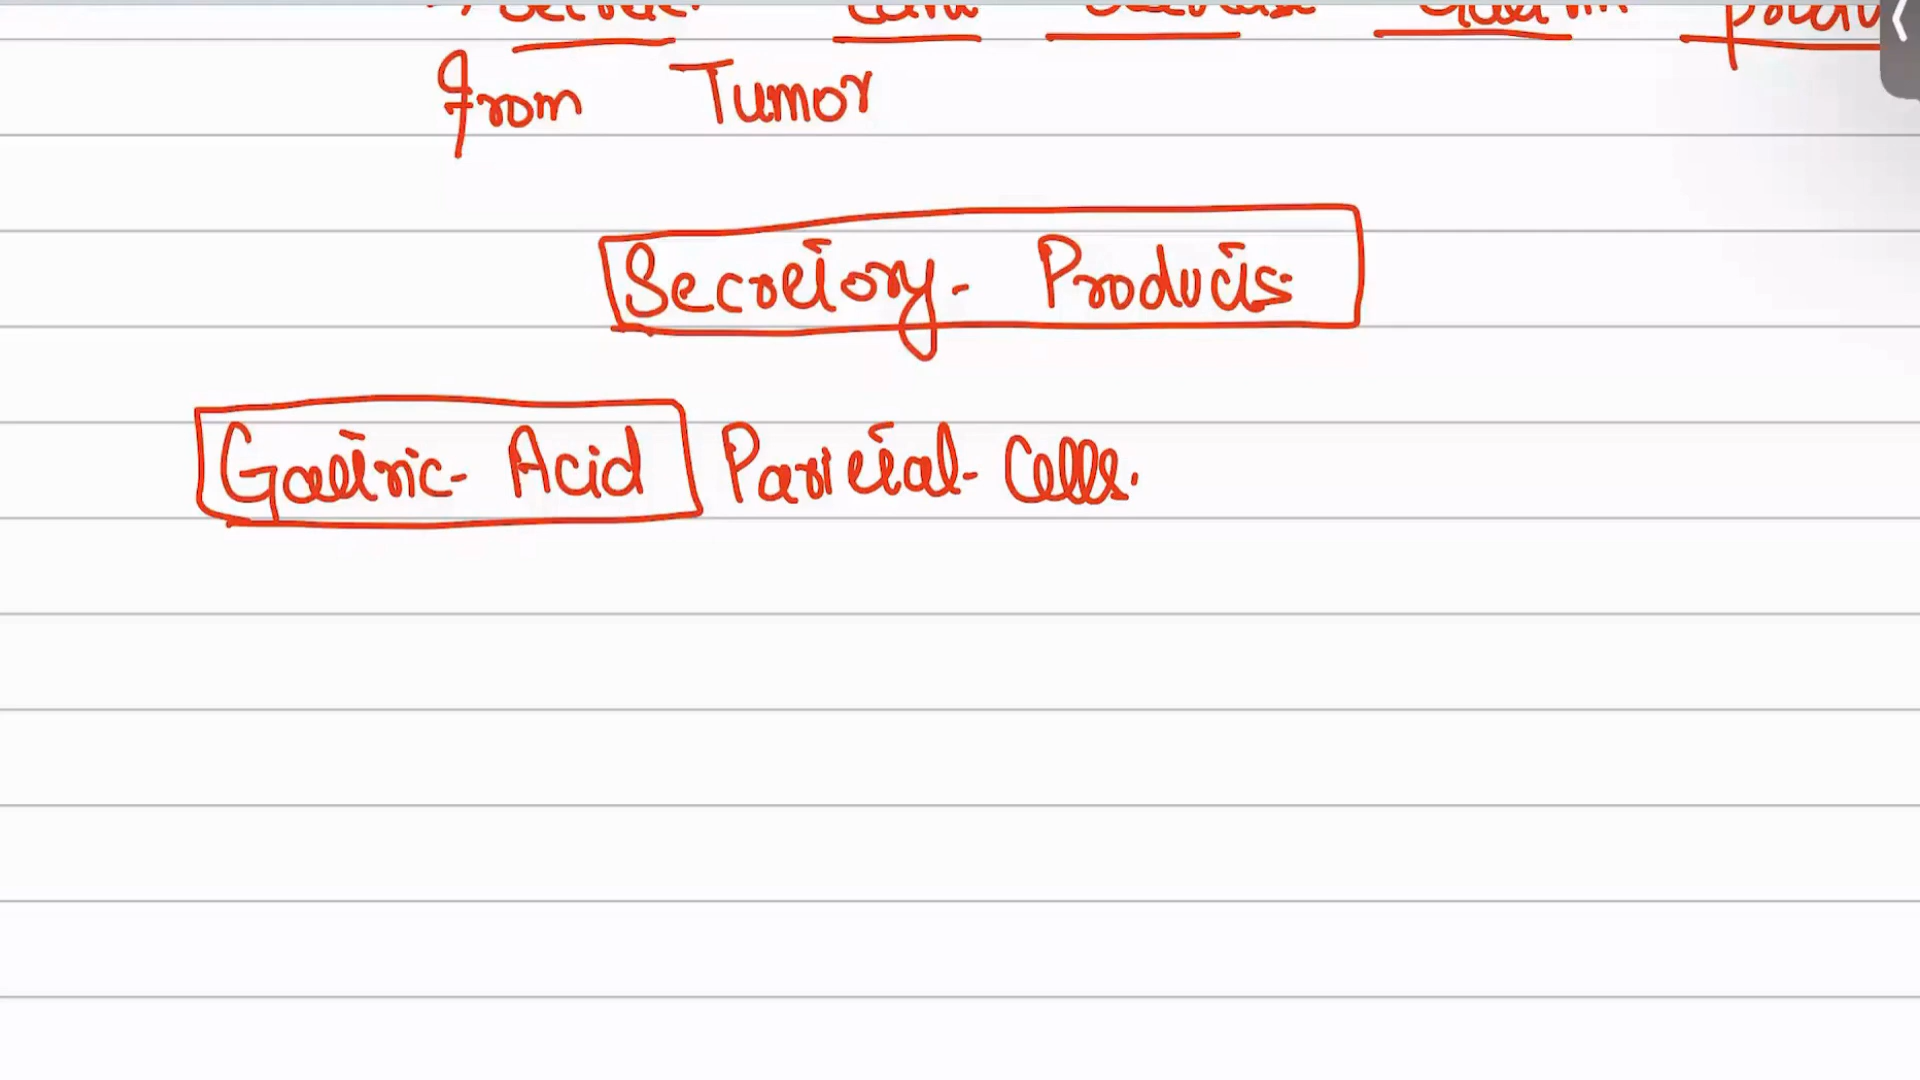 from Tumor
Secretory- Products.
Gastric- Acid Parietal- Cells.